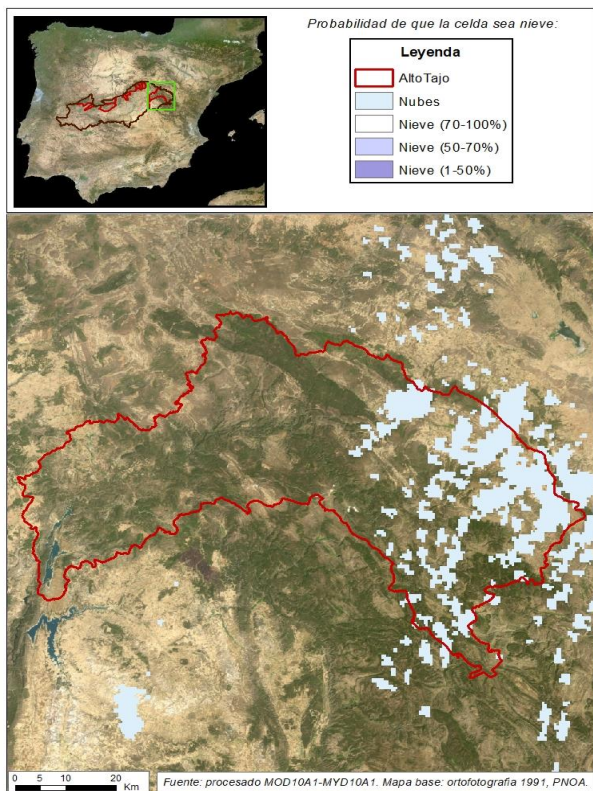 Probabilidad de que la celda sea nieve:
Leyenda
AltoTajo
Nubes
Nieve (70-100%)
Nieve (50-70%)
Nieve (1-50%)
0 5 10 20
Km
Fuente: procesado MOD10A1-MYD10A1. Mapa base: ortofotografía 1991, PNOA.